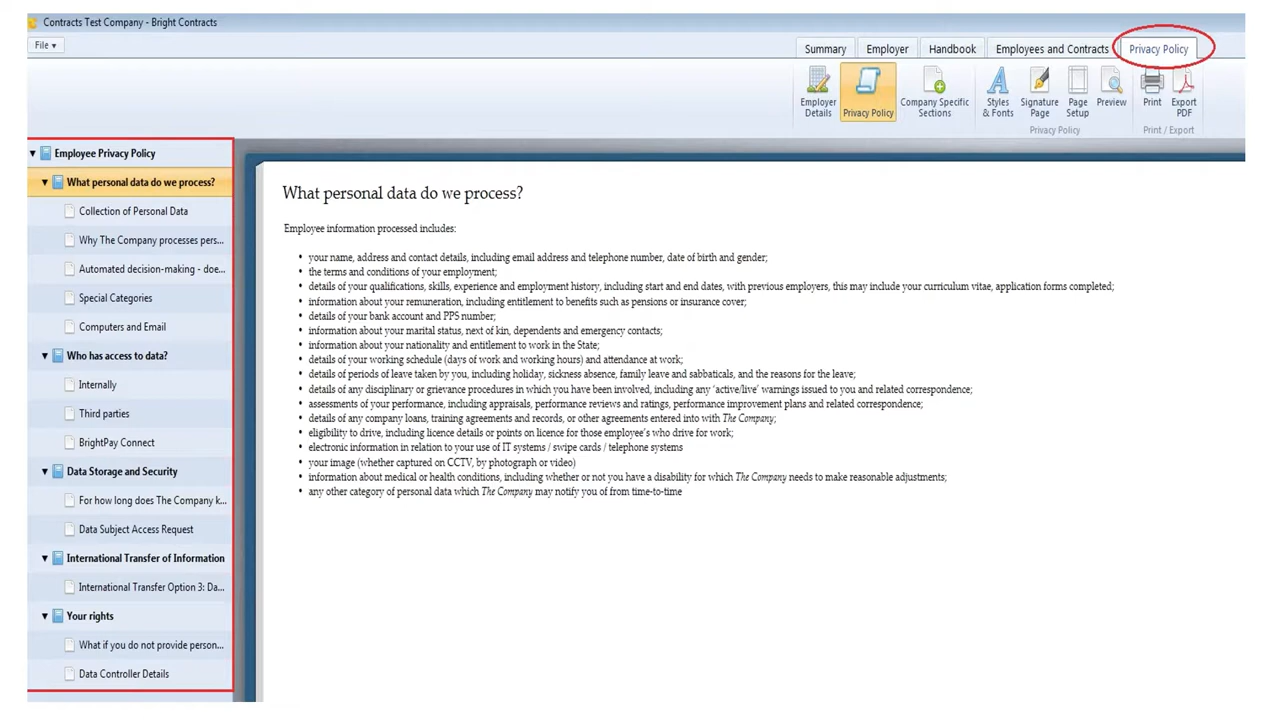 Contracts Test Company - Bright Contracts
File ▾
Summary
Employer
Handbook
Employees and Contracts
Privacy Policy
Employer
Details
Privacy Policy
Company Specific
Sections
Styles
& Fonts
Signature
Page
Page
Setup
Preview
Print
Export
PDF
Privacy Policy
Print / Export
Employee Privacy Policy
What personal data do we process?
Collection of Personal Data
Why The Company processes pers...
Automated decision-making - doe...
Special Categories
Computers and Email
Who has access to data?
Internally
Third parties
BrightPay Connect
Data Storage and Security
For how long does The Company k...
Data Subject Access Request
International Transfer of Information
International Transfer Option 3: Da...
Your rights
What if you do not provide person...
Data Controller Details
What personal data do we process?
Employee information processed includes:
• your name, address and contact details, including email address and telephone number, date of birth and gender;
• the terms and conditions of your employment;
• details of your qualifications, skills, experience and employment history, including start and end dates, with previous employers, this may include your curriculum vitae, application forms completed;
• information about your remuneration, including entitlement to benefits such as pensions or insurance cover;
• details of your bank account and PPS number;
• information about your marital status, next of kin, dependents and emergency contacts;
• information about your nationality and entitlement to work in the State;
• details of your working schedule (days of work and working hours) and attendance at work;
• details of periods of leave taken by you, including holiday, sickness absence, family leave and sabbaticals, and the reasons for the leave;
• details of any disciplinary or grievance procedures in which you have been involved, including any ‘active/live’ warnings issued to you and related correspondence;
• assessments of your performance, including appraisals, performance reviews and ratings, performance improvement plans and related correspondence;
• details of any company loans, training agreements and records, or other agreements entered into with The Company;
• eligibility to drive, including licence details or points on licence for those employee’s who drive for work;
• electronic information in relation to your use of IT systems / swipe cards / telephone systems
• your image (whether captured on CCTV, by photograph or video)
• information about medical or health conditions, including whether or not you have a disability for which The Company needs to make reasonable adjustments;
• any other category of personal data which The Company may notify you of from time-to-time